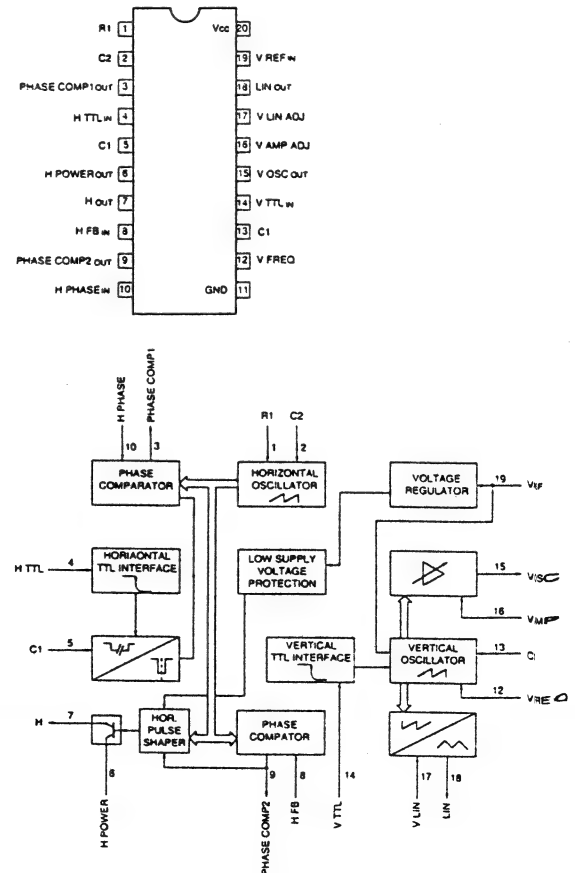 R1 1
Vcc 20
C2 2
19 V REF IN
PHASE COMP1 OUT 3
18 LIN OUT
H TTL IN 4
17 V LIN ADJ
C1 5
16 V AMP ADJ
H POWER OUT 6
15 V OSC OUT
H OUT 7
14 V TTL IN
H FB IN 8
13 C1
PHASE COMP2 OUT 9
12 V FREQ
H PHASE IN 10
GND 11
H PHASE
PHASE COMP1
10
3
R1
C2
1
2
PHASE
COMPARATOR
HORIZONTAL
OSCILLATOR
VOLTAGE
REGULATOR
19
H TTL
4
HORIAONTAL
TTL INTERFACE
LOW SUPPLY
VOLTAGE
PROTECTION
15
16
C1
5
VERTICAL
TTL INTERFACE
VERTICAL
OSCILLATOR
13
12
H
7
HOR.
PULSE
SHAPER
PHASE
COMPATOR
6
H POWER
9
PHASE COMP2
8
H FB
14
V TTL
17
V LIN
18
LIN